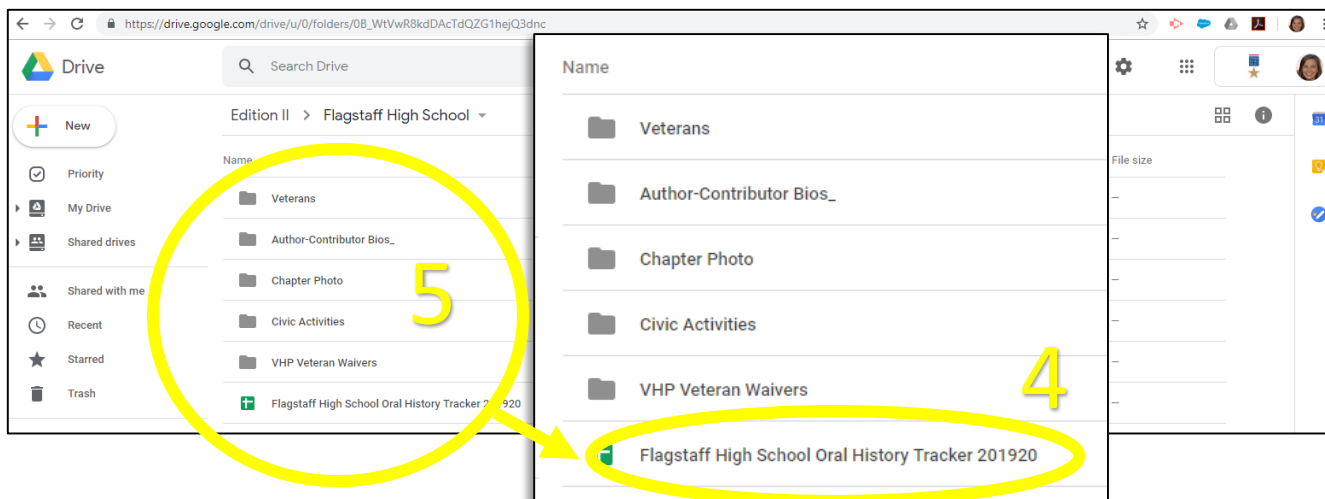 https://drive.google.com/drive/u/0/folders/0B_WtVwR8kdDAcTdQZG1hejQ3dnc
Drive
Search Drive
New
Priority
My Drive
Shared drives
Shared with me
Recent
Starred
Trash
Edition II > Flagstaff High School
Name
Veterans
Author-Contributor Bios_
Chapter Photo
Civic Activities
VHP Veteran Waivers
Flagstaff High School Oral History Tracker 201920
5
Name
Veterans
Author-Contributor Bios_
Chapter Photo
Civic Activities
VHP Veteran Waivers
Flagstaff High School Oral History Tracker 201920
4
File size
–
–
–
–
–
–
31